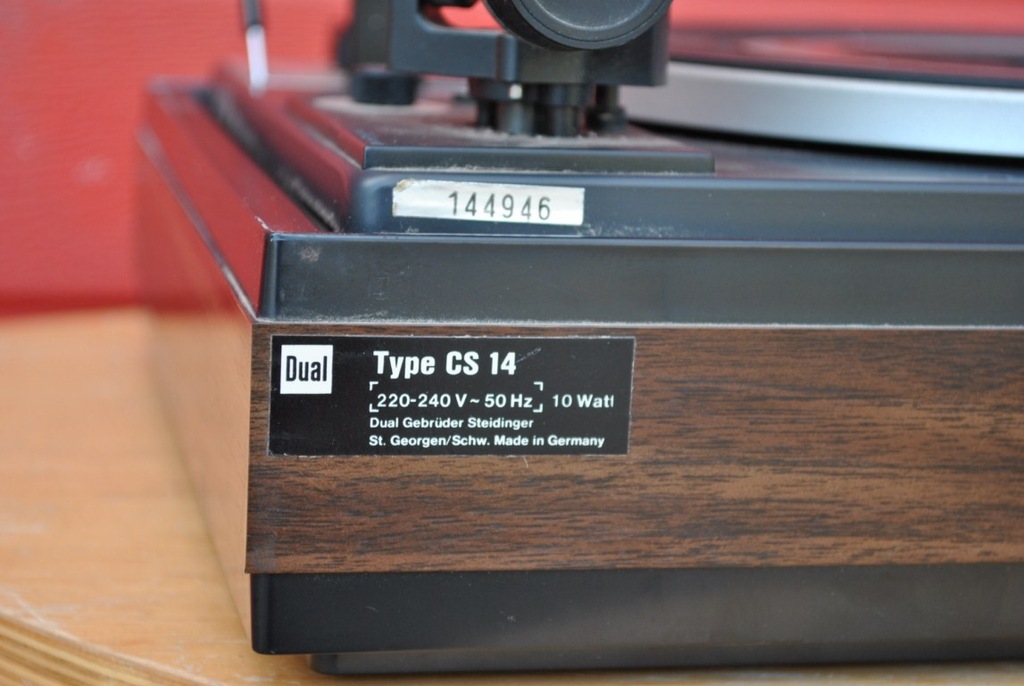 144946
Dual
Type CS 14
220-240 V ~ 50 Hz 10 Watt
Dual Gebrüder Steidinger
St. Georgen/Schw. Made in Germany